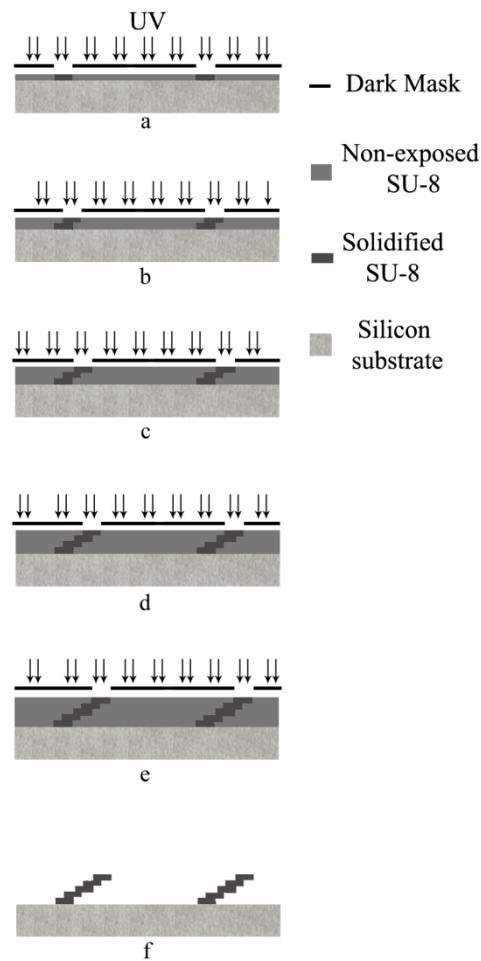 UV
a
Dark Mask
Non-exposed
SU-8
b
Solidified
SU-8
Silicon
substrate
c
d
e
f